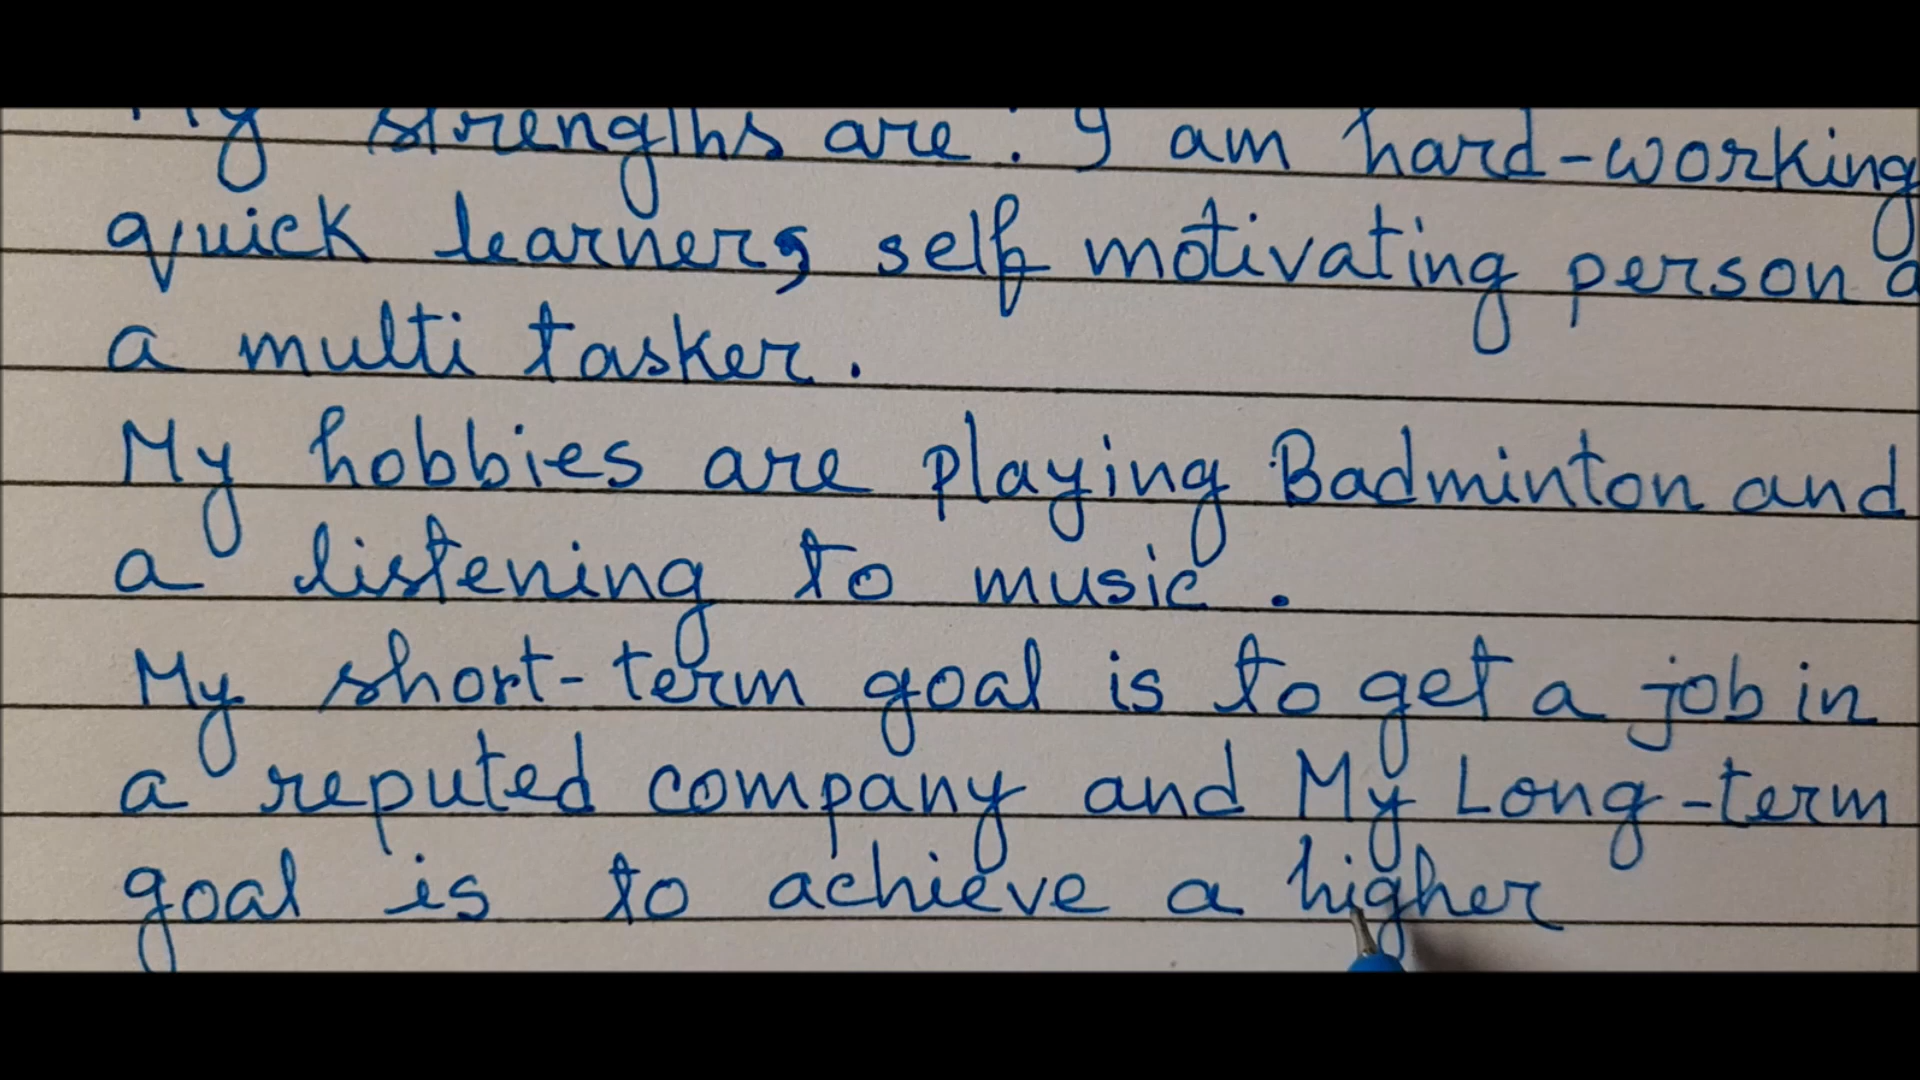 My strengths are : I am hard-working
quick learners, self motivating person
a multi tasker.
My hobbies are playing Badminton and
a listening to music.
My short-term goal is to get a job in
a reputed company and My Long-term
goal is to achieve a higher